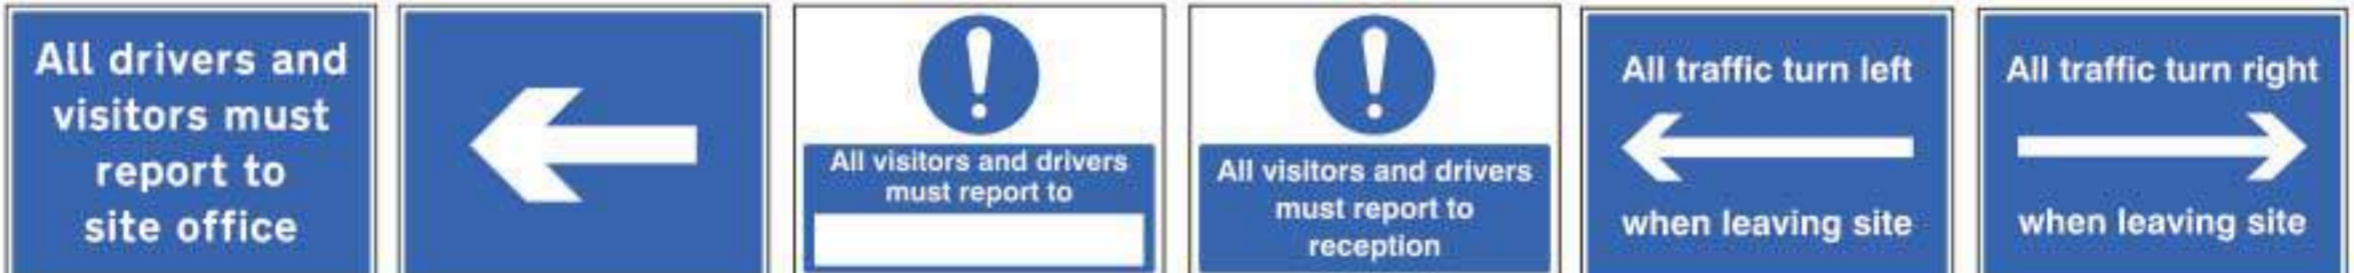 All drivers and
visitors must
report to
site office
All visitors and drivers
must report to
All visitors and drivers
must report to
reception
All traffic turn left
when leaving site
All traffic turn right
when leaving site